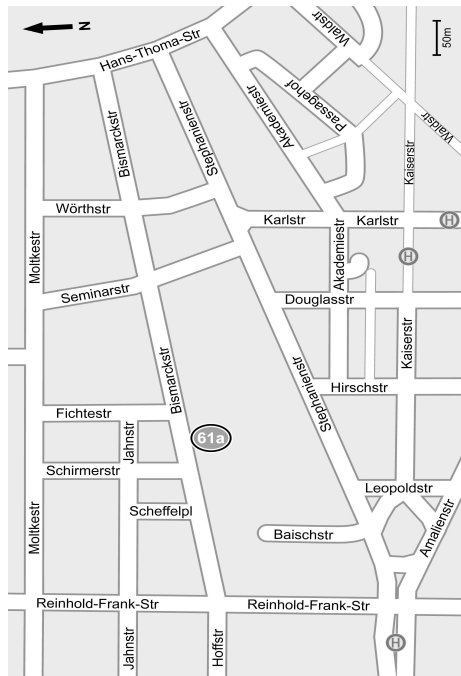 N
50m
Hans-Thoma-Str
Waldstr
Passagehof
Akademiestr
Bismarckstr
Stephanienstr
Kaiserstr
Waldstr
Wörthstr
Karlstr
Karlstr
H
Moltkestr
Akademiestr
H
Seminarstr
Douglasstr
Kaiserstr
Bismarckstr
Stephanienstr
Hirschstr
Fichtestr
Jahnstr
61a
Schirmerstr
Leopoldstr
Scheffelpl
Moltkestr
Baischstr
Amalienstr
Reinhold-Frank-Str
Reinhold-Frank-Str
Jahnstr
Hoffstr
H